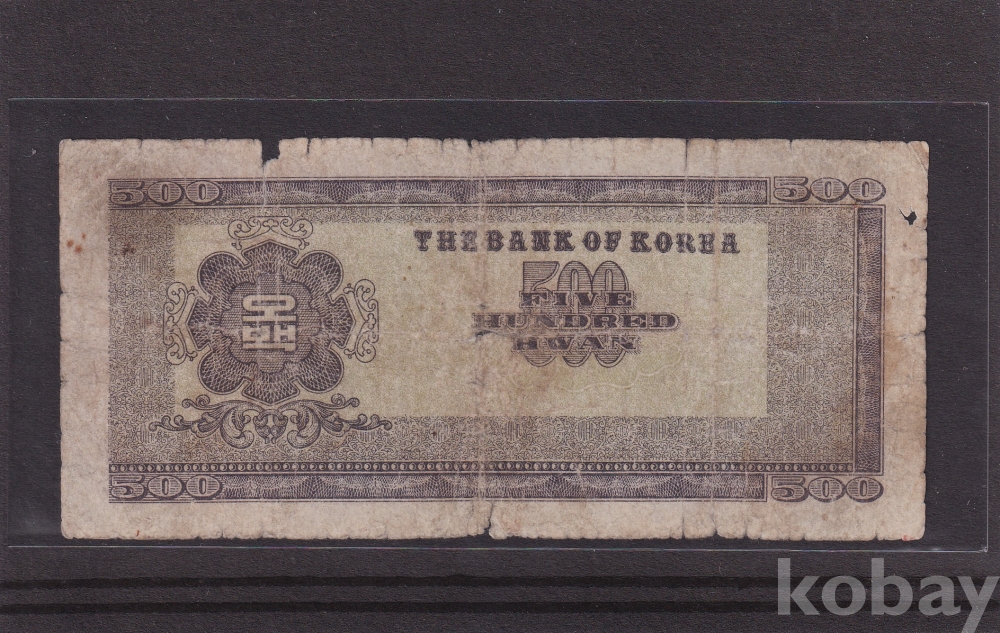 500 500
THE BANK OF KOREA
오백
500
FIVE
HUNDRED
HWAN
500 500
kobay